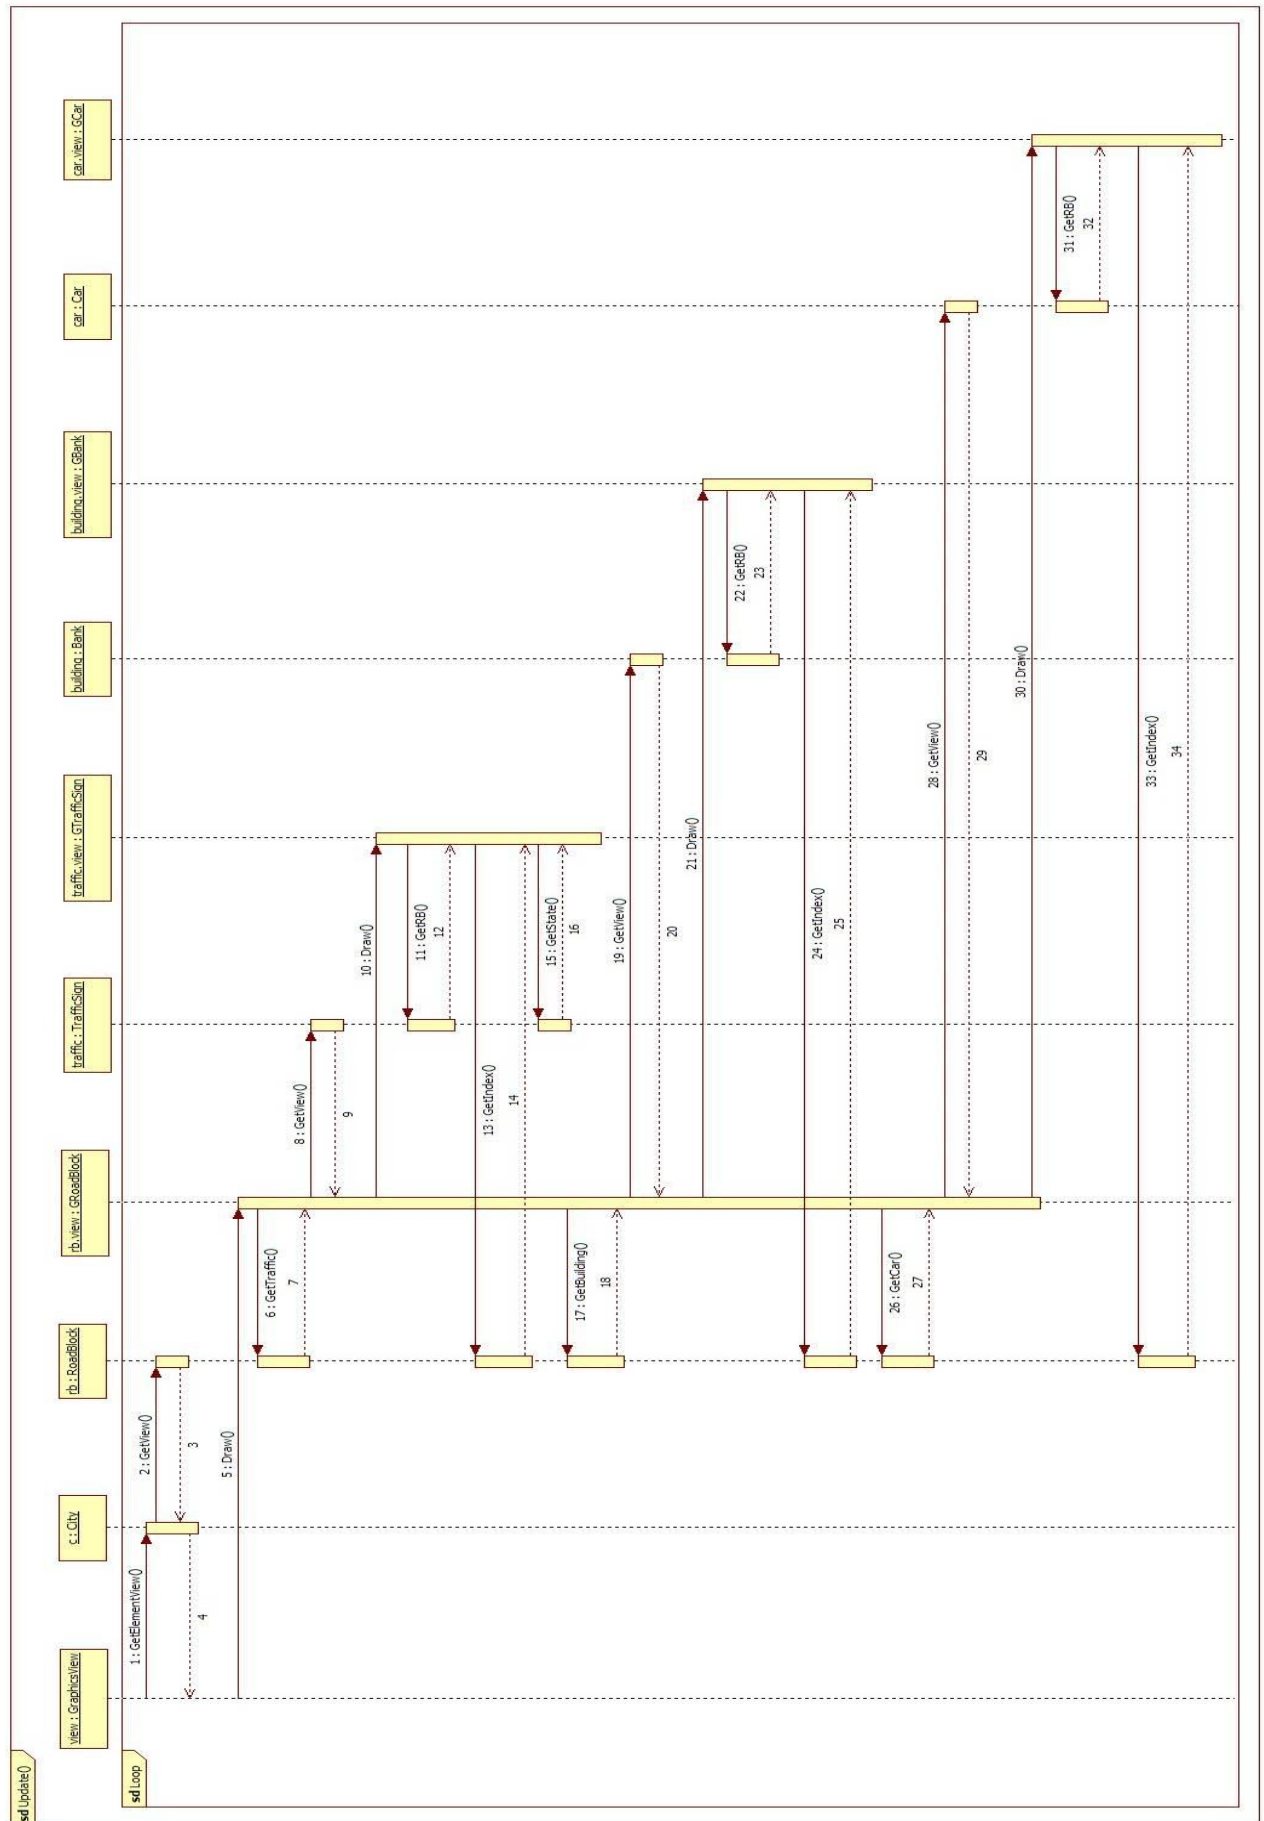 sd Update()
sd Loop
view : GraphicsView
c : City
rb : RoadBlock
rb.view : GRoadBlock
traffic : TrafficSign
traffic.view : GTrafficSign
building : Bank
building.view : GBank
car : Car
car.view : GCar
1 : GetElementView()
2 : GetView()
3
4
5 : Draw()
6 : GetTraffic()
7
8 : GetView()
9
10 : Draw()
11 : GetRB()
12
13 : GetIndex()
14
15 : GetState()
16
17 : GetBuilding()
18
19 : GetView()
20
21 : Draw()
22 : GetRB()
23
24 : GetIndex()
25
26 : GetCar()
27
28 : GetView()
29
30 : Draw()
31 : GetRB()
32
33 : GetIndex()
34